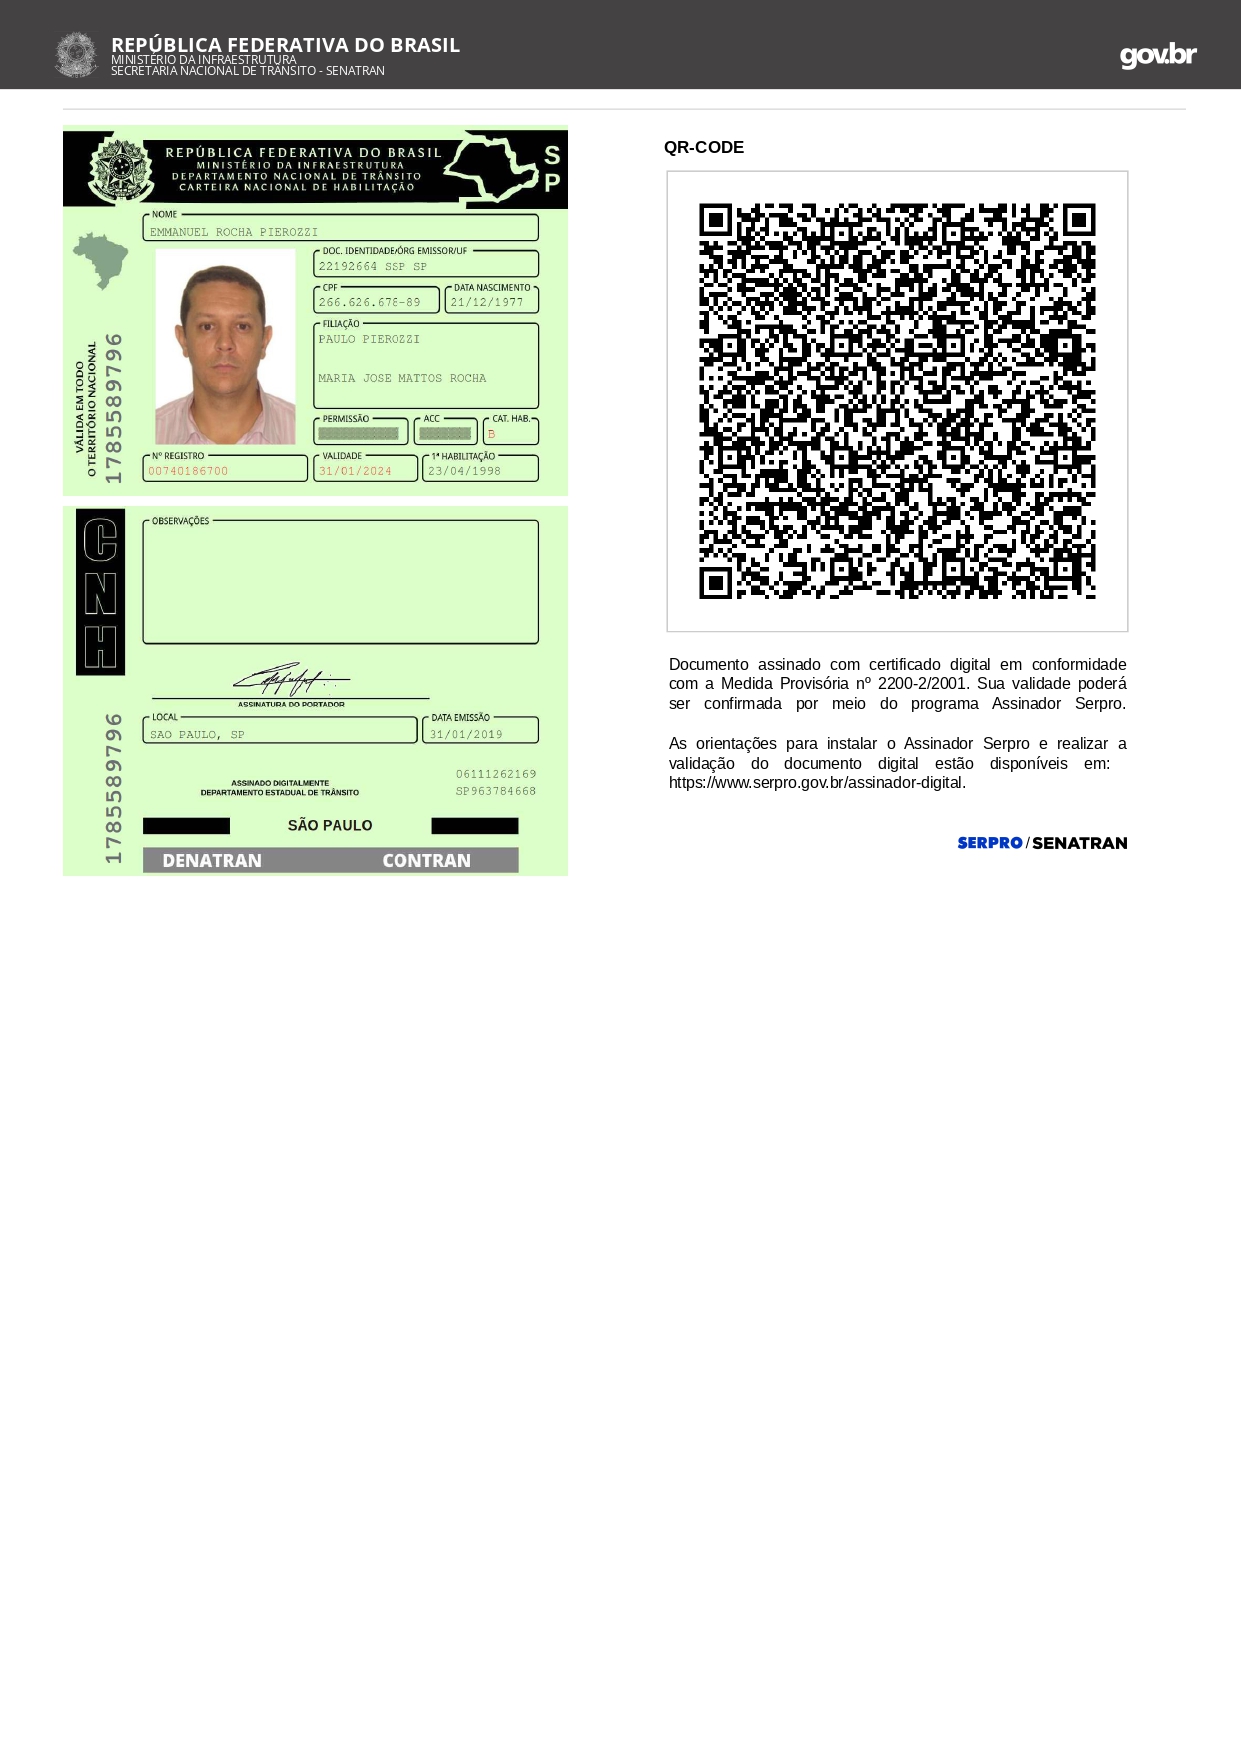 REPÚBLICA FEDERATIVA DO BRASIL
MINISTÉRIO DA INFRAESTRUTURA
SECRETARIA NACIONAL DE TRÂNSITO - SENATRAN
gov.br
REPÚBLICA FEDERATIVA DO BRASIL
MINISTÉRIO DA INFRAESTRUTURA
DEPARTAMENTO NACIONAL DE TRÂNSITO
CARTEIRA NACIONAL DE HABILITAÇÃO
S
P
NOME
EMMANUEL ROCHA PIEROZZI
DOC. IDENTIDADE/ÓRG EMISSOR/UF
22192664 SSP SP
CPF
DATA NASCIMENTO
266.626.678-89
21/12/1977
FILIAÇÃO
PAULO PIEROZZI
MARIA JOSE MATTOS ROCHA
VÁLIDA EM TODO
O TERRITÓRIO NACIONAL
1785589796
PERMISSÃO
ACC
CAT. HAB.
B
Nº REGISTRO
VALIDADE
1ª HABILITAÇÃO
00740186700
31/01/2024
23/04/1998
CNH
OBSERVAÇÕES
ASSINATURA DO PORTADOR
LOCAL
DATA EMISSÃO
SAO PAULO, SP
31/01/2019
1785589796
ASSINADO DIGITALMENTE
DEPARTAMENTO ESTADUAL DE TRÂNSITO
06111262169
SP963784668
SÃO PAULO
DENATRAN CONTRAN
QR-CODE
Documento assinado com certificado digital em conformidade
com a Medida Provisória nº 2200-2/2001. Sua validade poderá
ser confirmada por meio do programa Assinador Serpro.
As orientações para instalar o Assinador Serpro e realizar a
validação do documento digital estão disponíveis em:
https://www.serpro.gov.br/assinador-digital.
SERPRO / SENATRAN